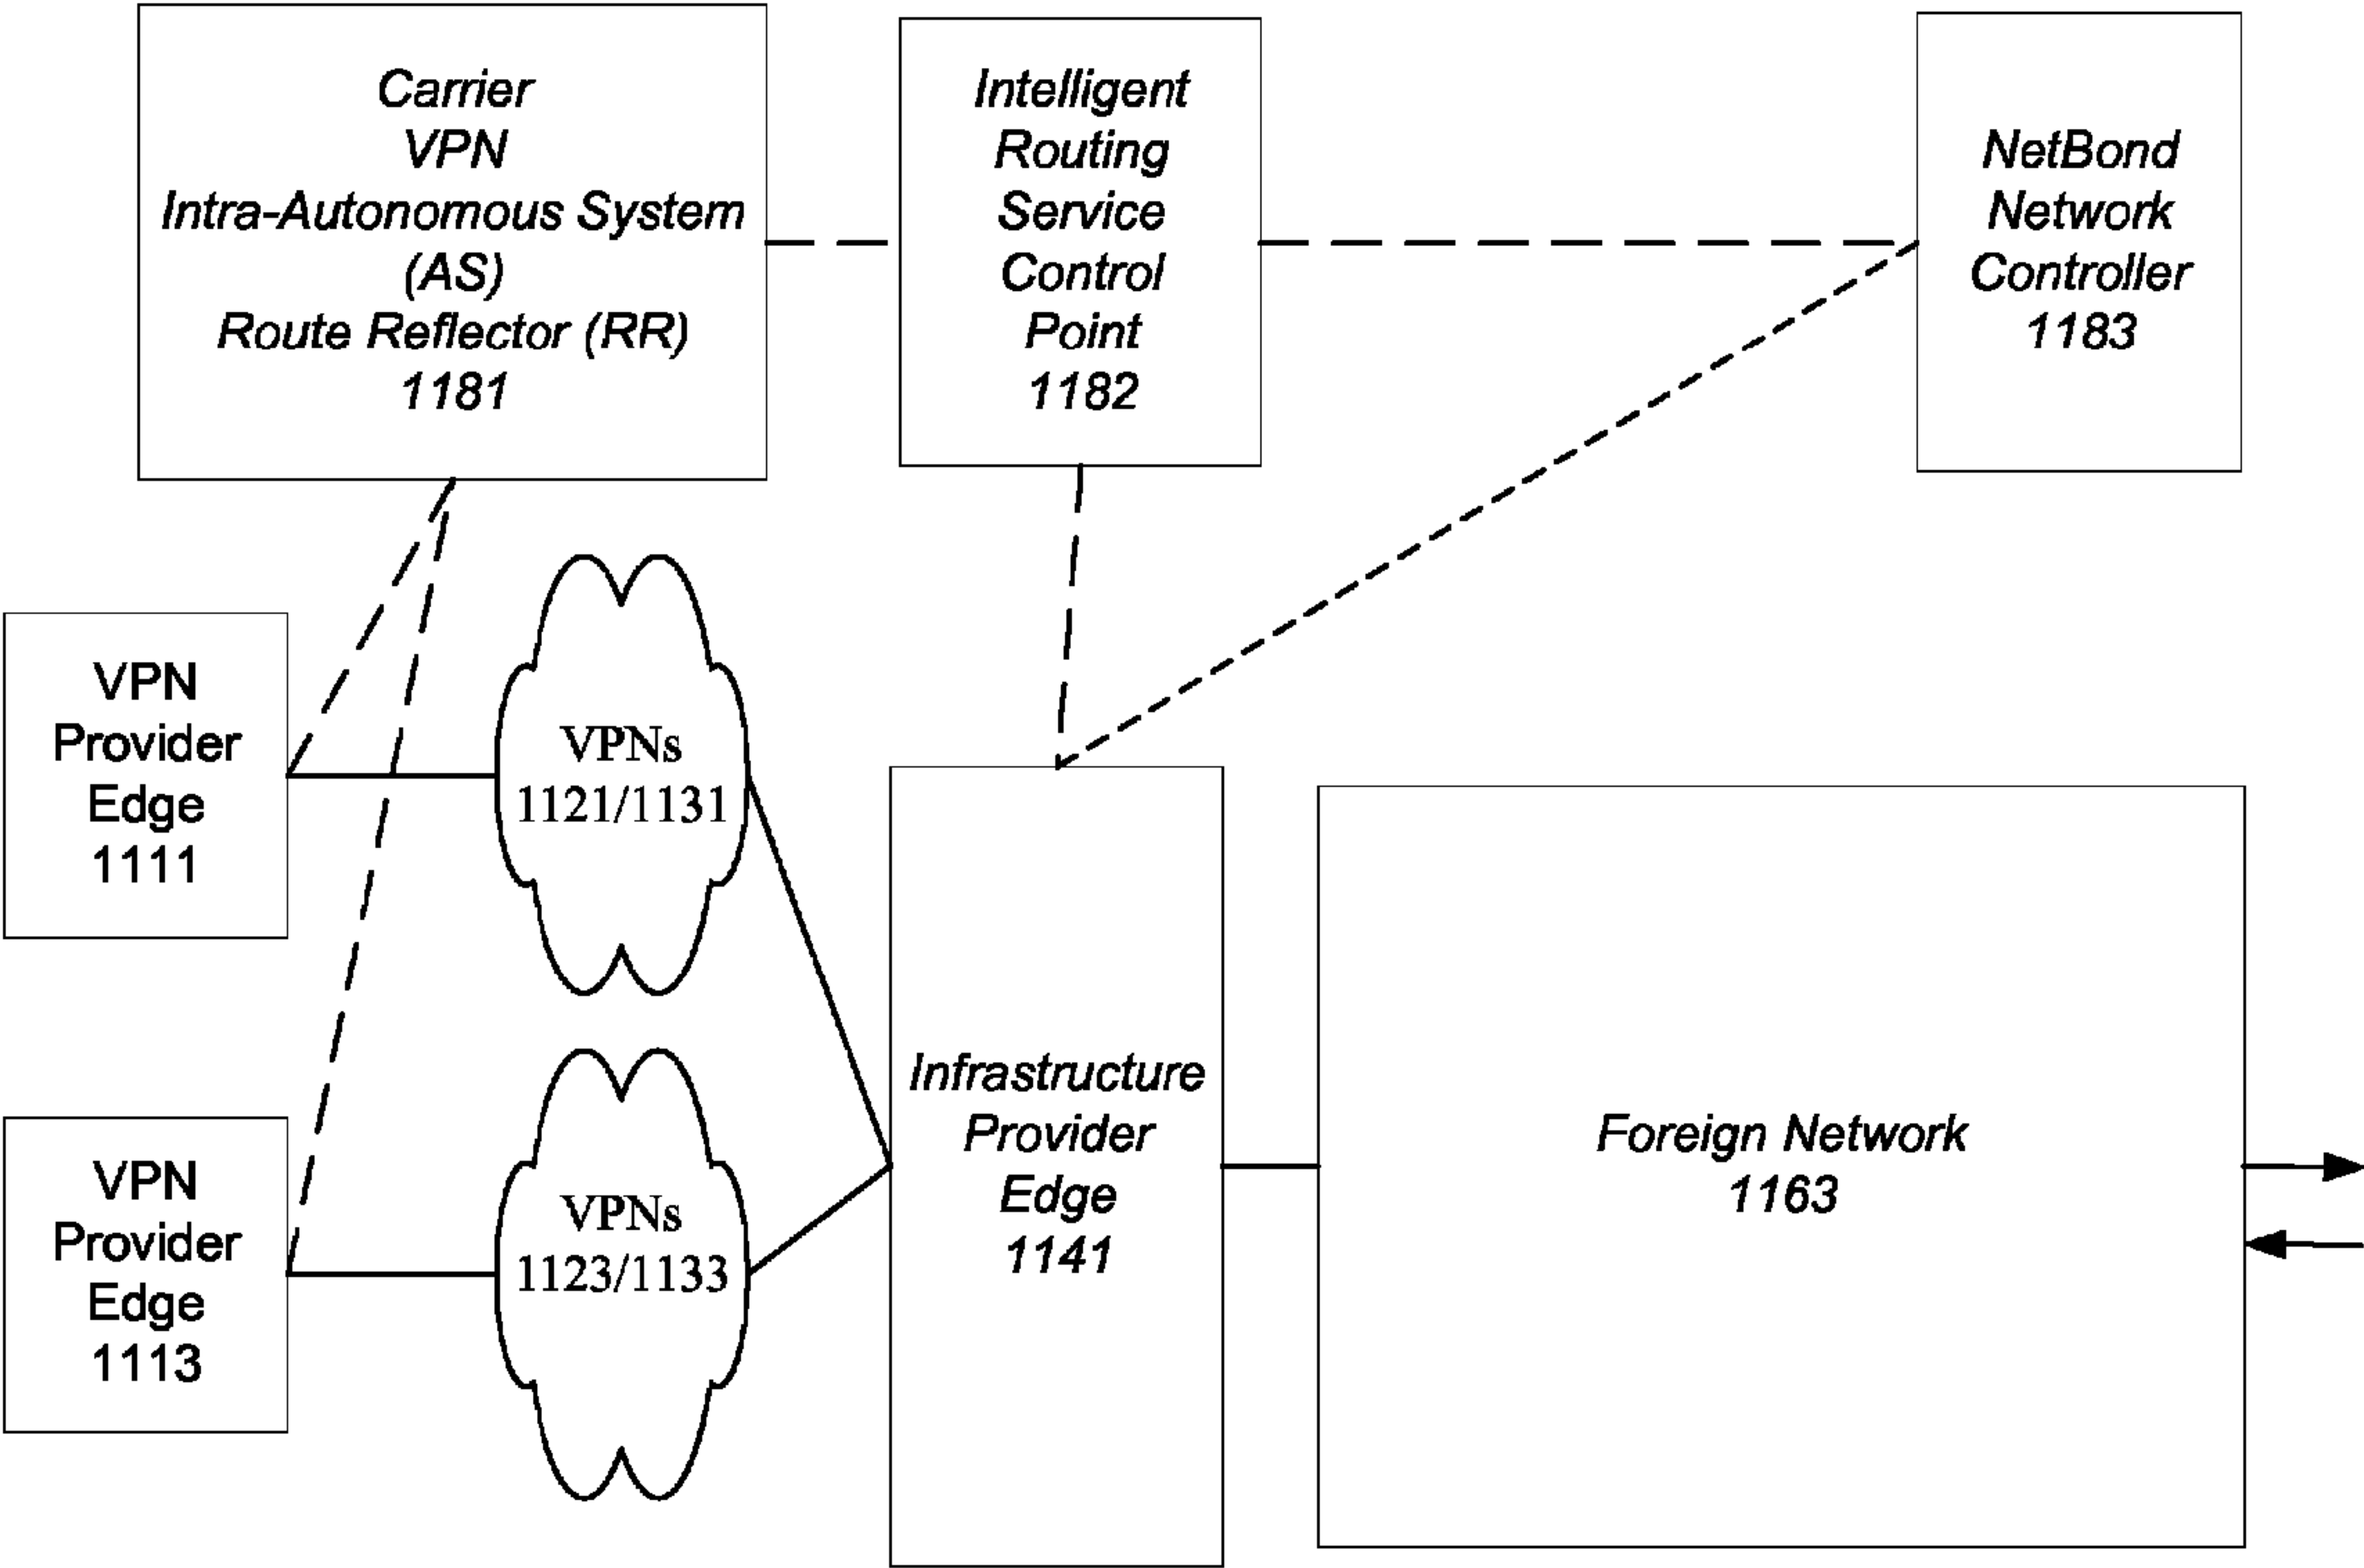 Carrier
VPN
Intra-Autonomous System
(AS)
Route Reflector (RR)
1181
Intelligent
Routing
Service
Control
Point
1182
NetBond
Network
Controller
1183
VPN
Provider
Edge
1111
VPNs
1121/1131
VPN
Provider
Edge
1113
VPNs
1123/1133
Infrastructure
Provider
Edge
1141
Foreign Network
1163